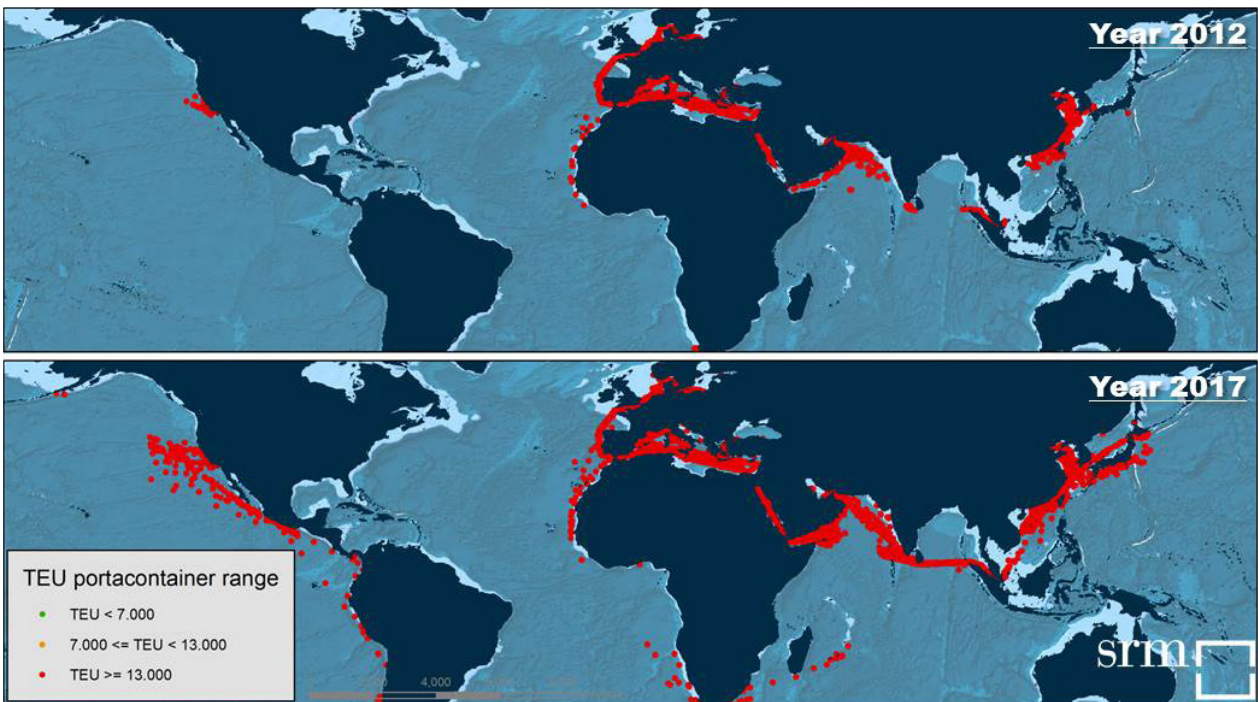 Year 2012
Year 2017
TEU portacontainer range
TEU < 7.000
7.000 <= TEU < 13.000
TEU >= 13.000
4,000
srm